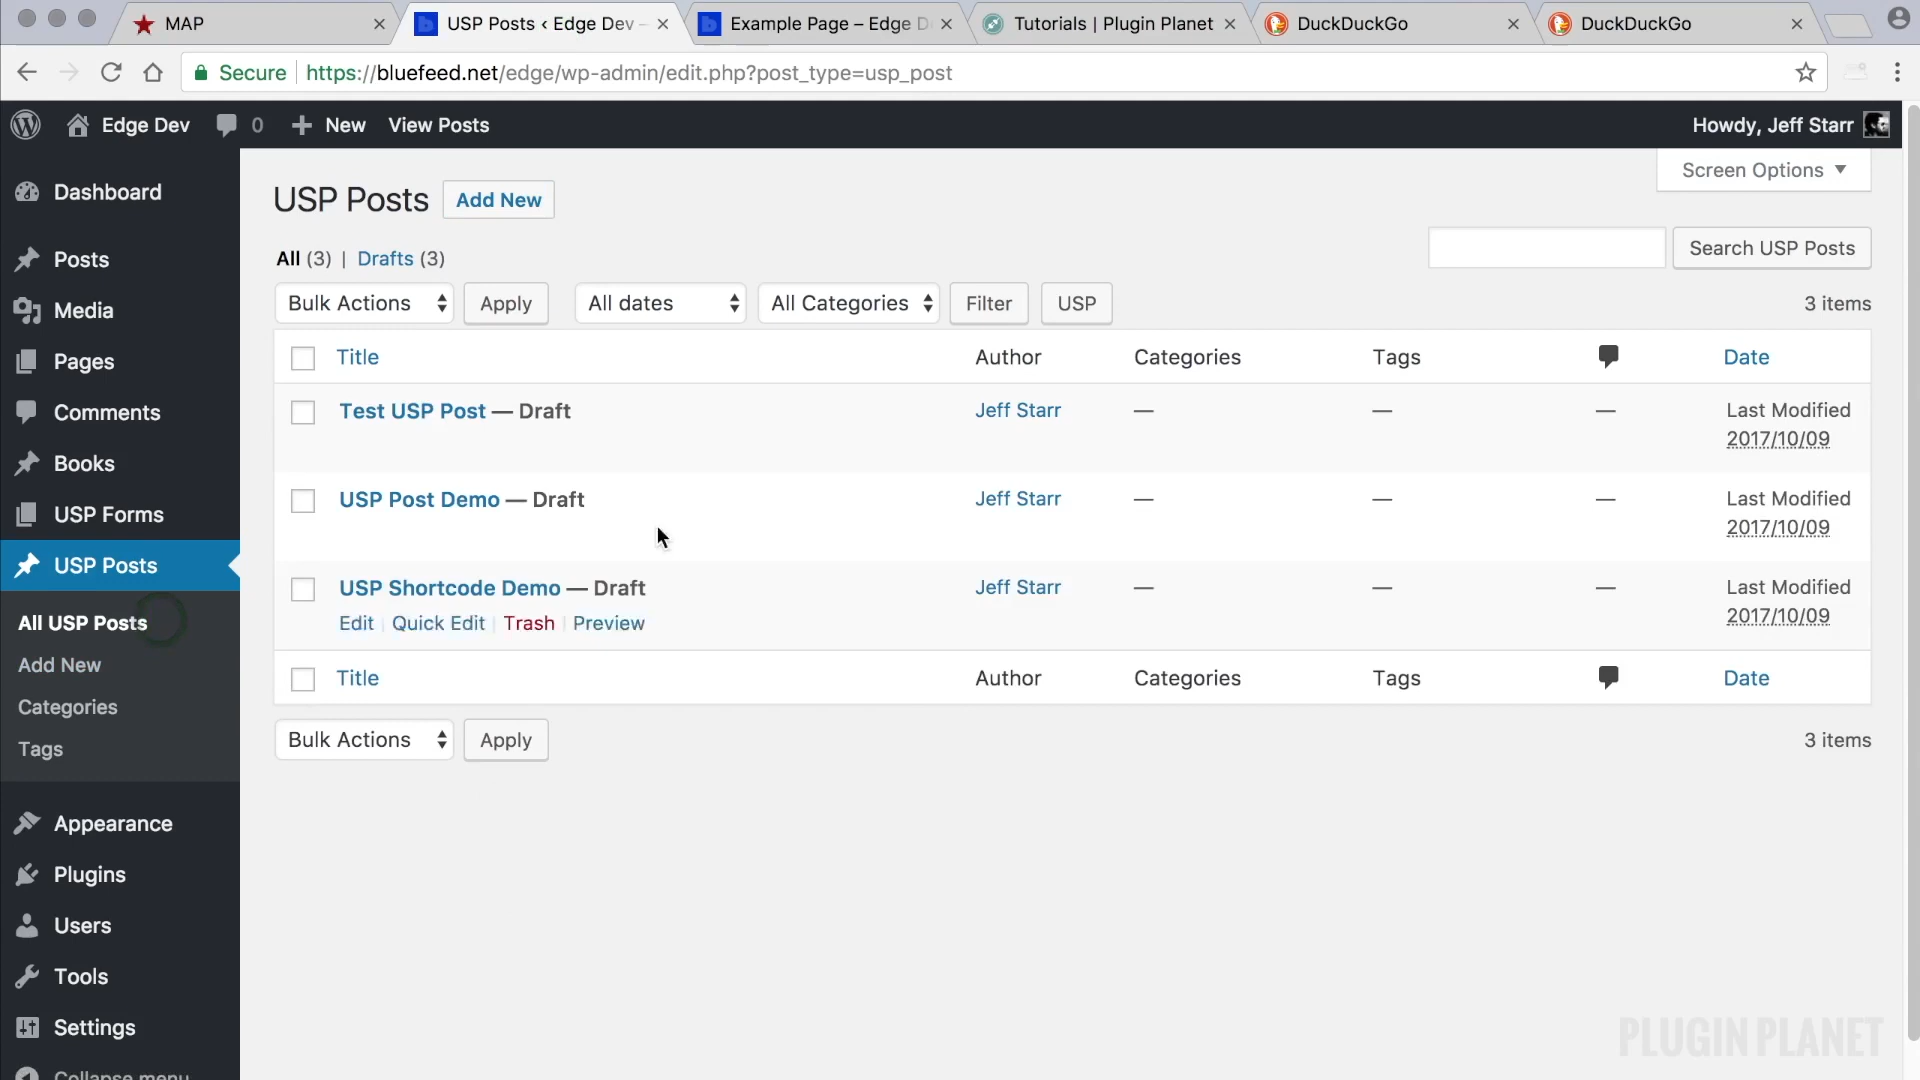 MAP
USP Posts ‹ Edge Dev –
Example Page – Edge D
Tutorials | Plugin Planet
DuckDuckGo
DuckDuckGo
Secure
https://bluefeed.net/edge/wp-admin/edit.php?post_type=usp_post
Edge Dev
0
+ New
View Posts
Howdy, Jeff Starr
Dashboard
Posts
Media
Pages
Comments
Books
USP Forms
USP Posts
All USP Posts
Add New
Categories
Tags
Appearance
Plugins
Users
Tools
Settings
Collapse menu
Screen Options
USP Posts
Add New
All (3) | Drafts (3)
Search USP Posts
Bulk Actions
Apply
All dates
All Categories
Filter
USP
3 items
Title
Author
Categories
Tags
Date
Test USP Post — Draft
Jeff Starr
—
—
—
Last Modified
2017/10/09
USP Post Demo — Draft
Jeff Starr
—
—
—
Last Modified
2017/10/09
USP Shortcode Demo — Draft
Edit | Quick Edit | Trash | Preview
Jeff Starr
—
—
—
Last Modified
2017/10/09
Title
Author
Categories
Tags
Date
Bulk Actions
Apply
3 items
PLUGIN PLANET